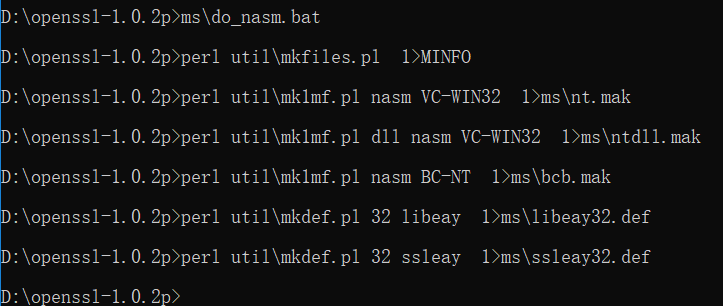 D:\openssl-1.0.2p>ms\do_nasm.bat
D:\openssl-1.0.2p>perl util\mkfiles.pl  1>MINFO
D:\openssl-1.0.2p>perl util\mk1mf.pl nasm VC-WIN32  1>ms\nt.mak
D:\openssl-1.0.2p>perl util\mk1mf.pl dll nasm VC-WIN32  1>ms\ntdll.mak
D:\openssl-1.0.2p>perl util\mk1mf.pl nasm BC-NT  1>ms\bcb.mak
D:\openssl-1.0.2p>perl util\mkdef.pl 32 libeay  1>ms\libeay32.def
D:\openssl-1.0.2p>perl util\mkdef.pl 32 ssleay  1>ms\ssleay32.def
D:\openssl-1.0.2p>